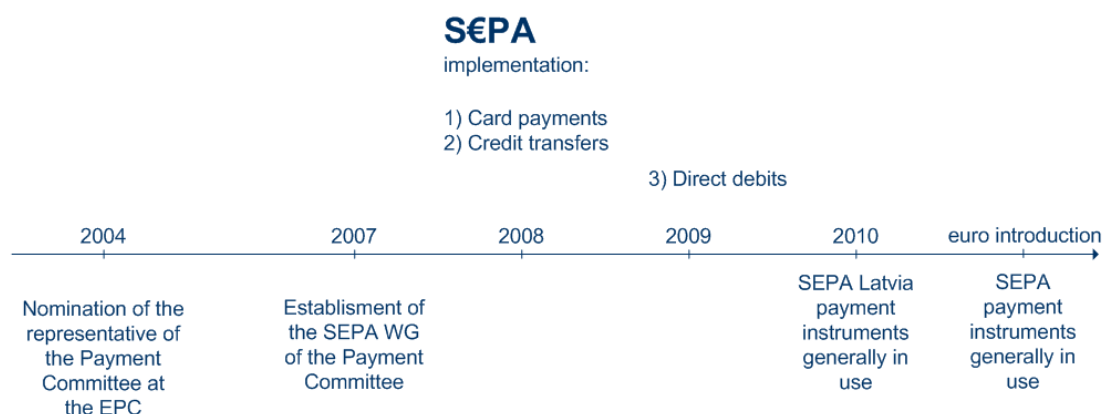 S€PA
implementation:
1) Card payments
2) Credit transfers
3) Direct debits
2004
2007
2008
2009
2010
euro introduction
Nomination of the
representative of
the Payment
Committee at
the EPC
Establisment of
the SEPA WG
of the Payment
Committee
SEPA Latvia
payment
instruments
generally in
use
SEPA
payment
instruments
generally in
use